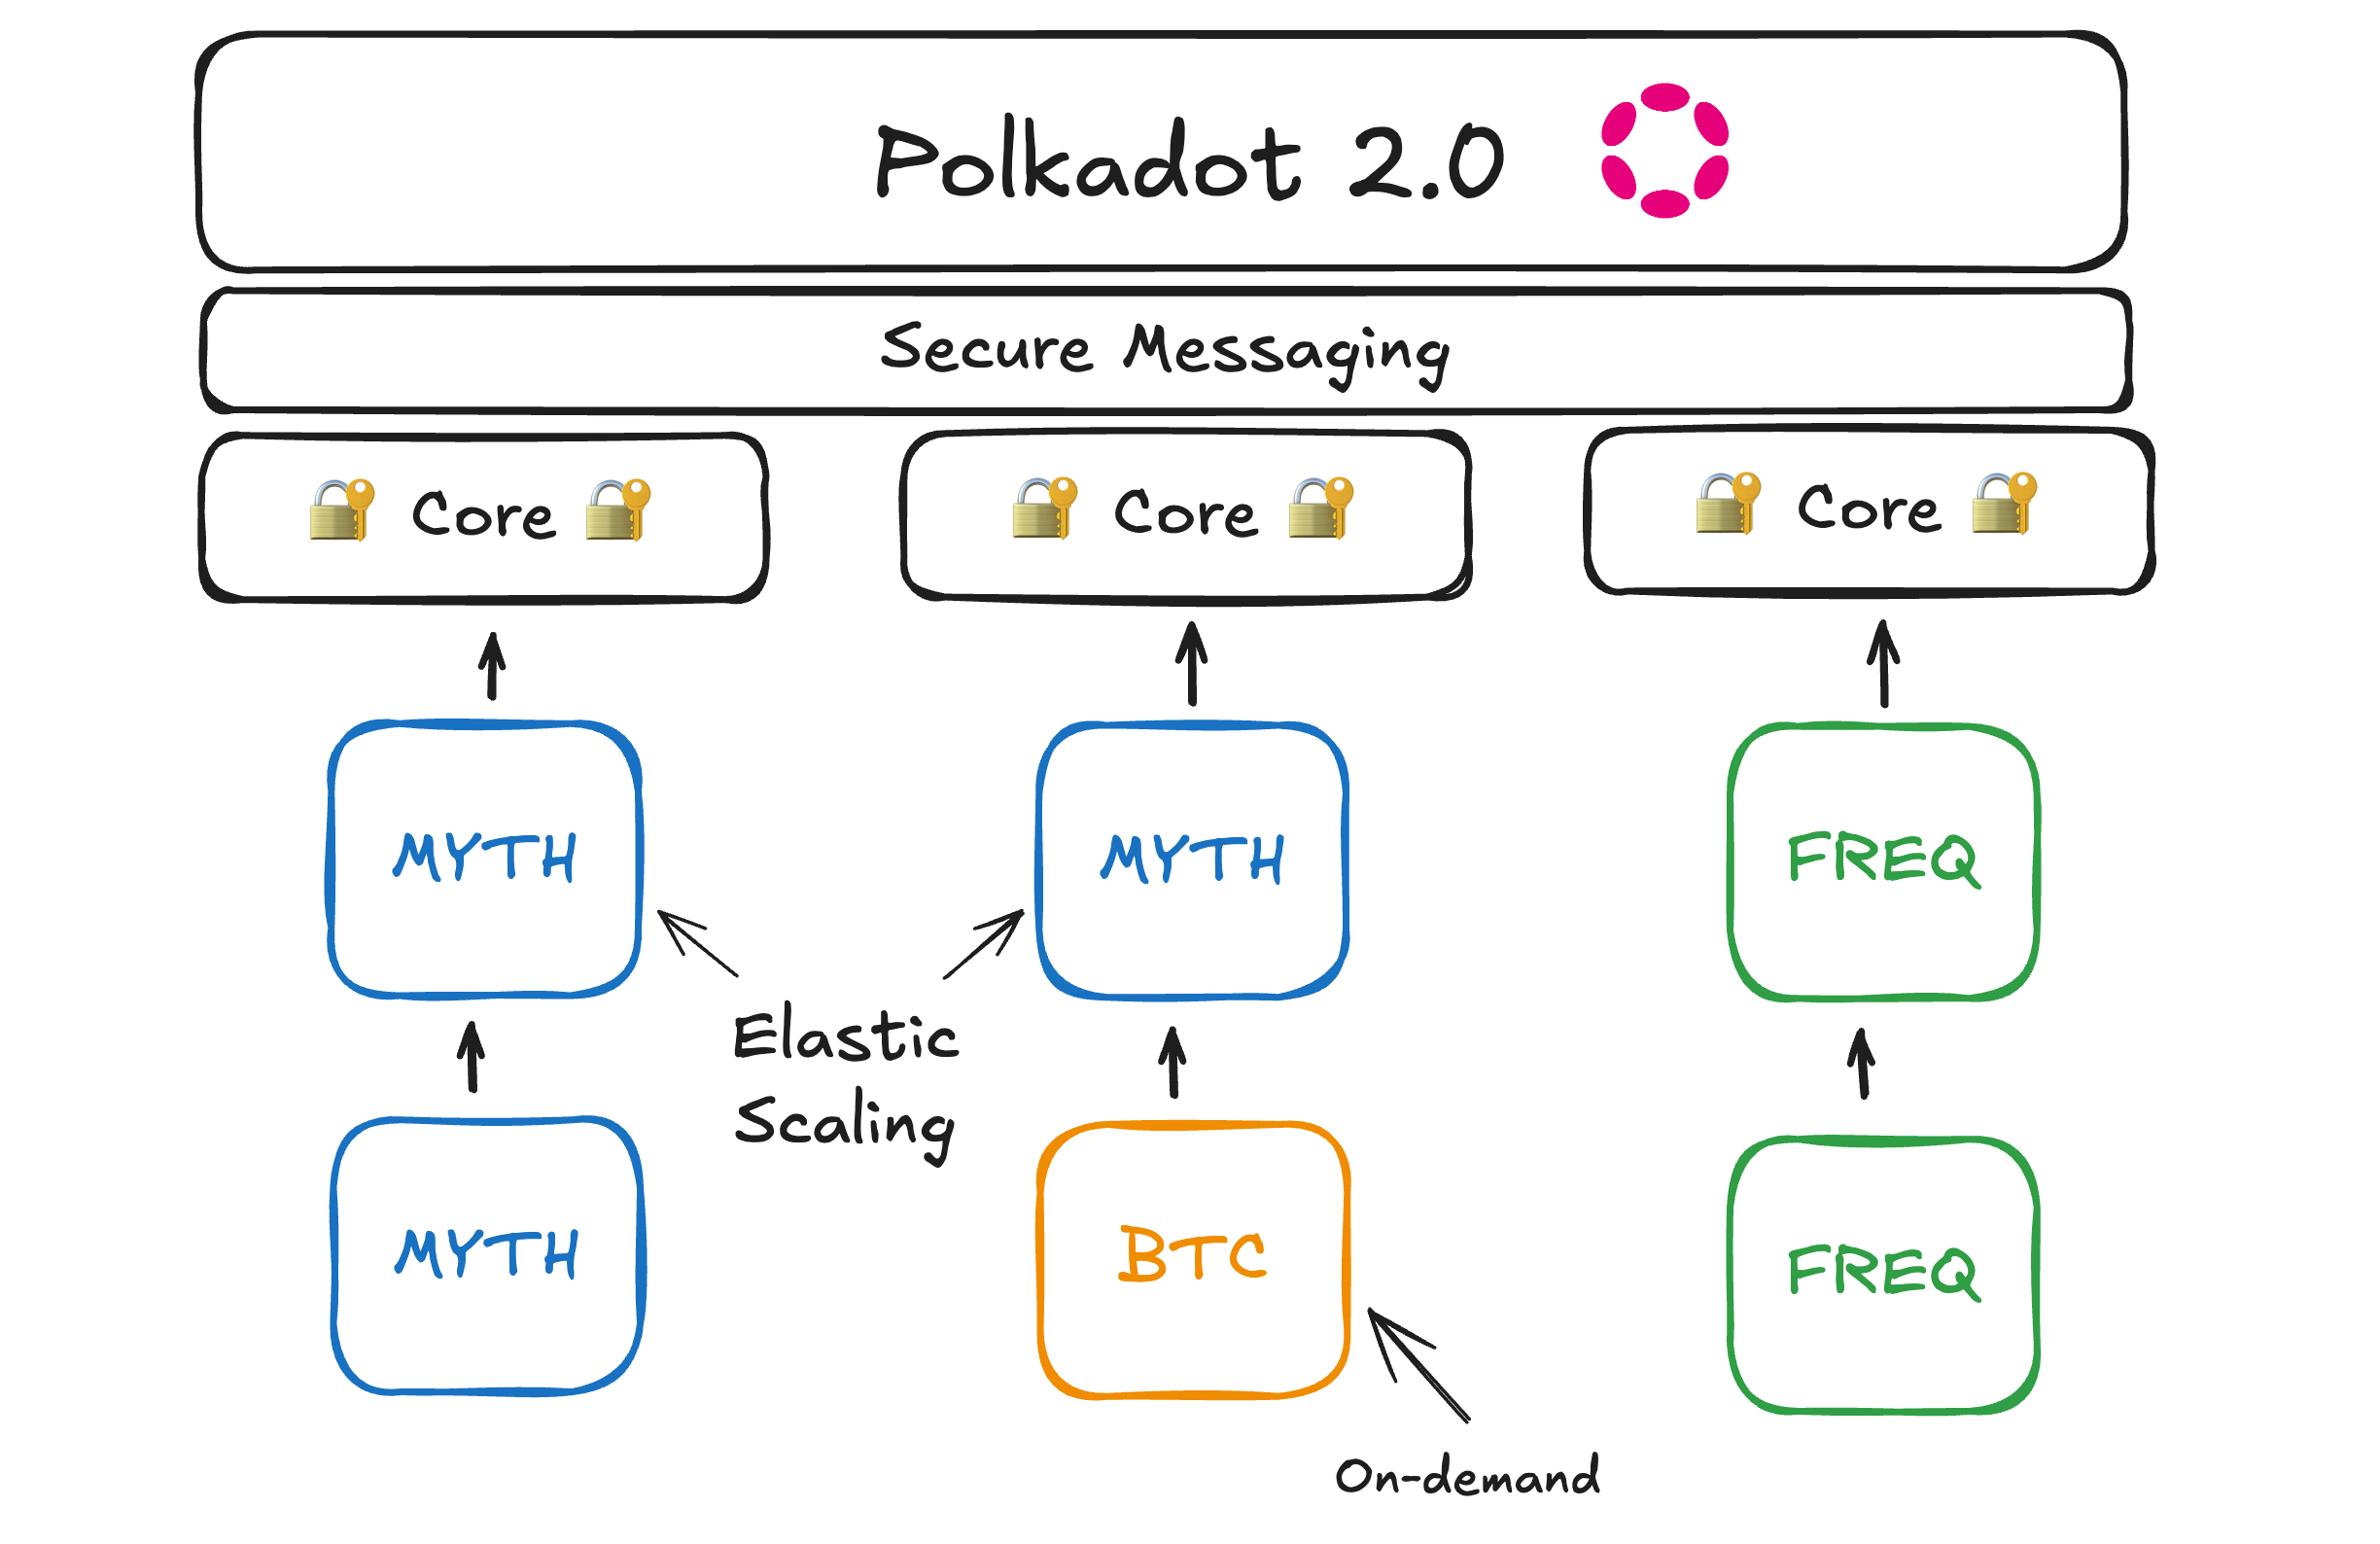 Polkadot 2.0
Secure Messaging
Core
Core
Core
MYTH
MYTH
FREQ
Elastic
Scaling
MYTH
BTC
FREQ
On-demand